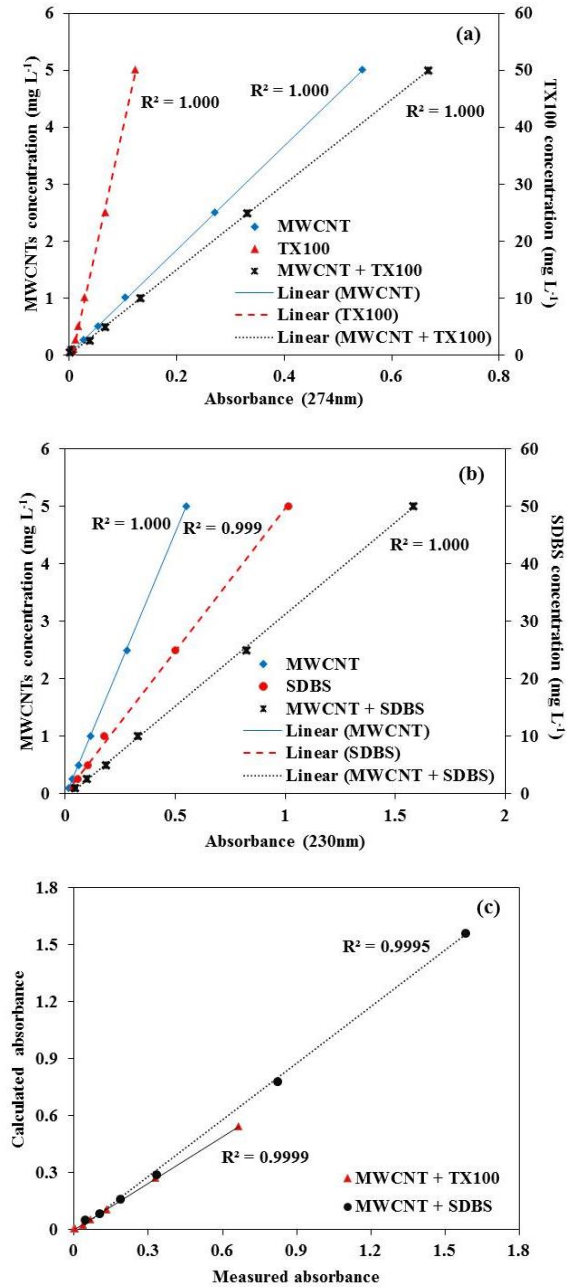 (a)
MWCNTs concentration (mg L-1)
6
5
4
3
2
1
0
R² = 1.000
R² = 1.000
R² = 1.000
60
50
40
30
20
10
0
TX100 concentration (mg L-1)
MWCNT
TX100
MWCNT + TX100
Linear (MWCNT)
Linear (TX100)
Linear (MWCNT + TX100)
0 0.2 0.4 0.6 0.8
Absorbance (274nm)
(b)
MWCNTs concentration (mg L-1)
6
5
4
3
2
1
0
R² = 1.000
R² = 0.999
R² = 1.000
60
50
40
30
20
10
0
SDBS concentration (mg L-1)
MWCNT
SDBS
MWCNT + SDBS
Linear (MWCNT)
Linear (SDBS)
Linear (MWCNT + SDBS)
0 0.5 1 1.5 2
Absorbance (230nm)
(c)
Calculated absorbance
1.8
1.5
1.2
0.9
0.6
0.3
0
R² = 0.9995
R² = 0.9999
MWCNT + TX100
MWCNT + SDBS
0 0.3 0.6 0.9 1.2 1.5 1.8
Measured absorbance